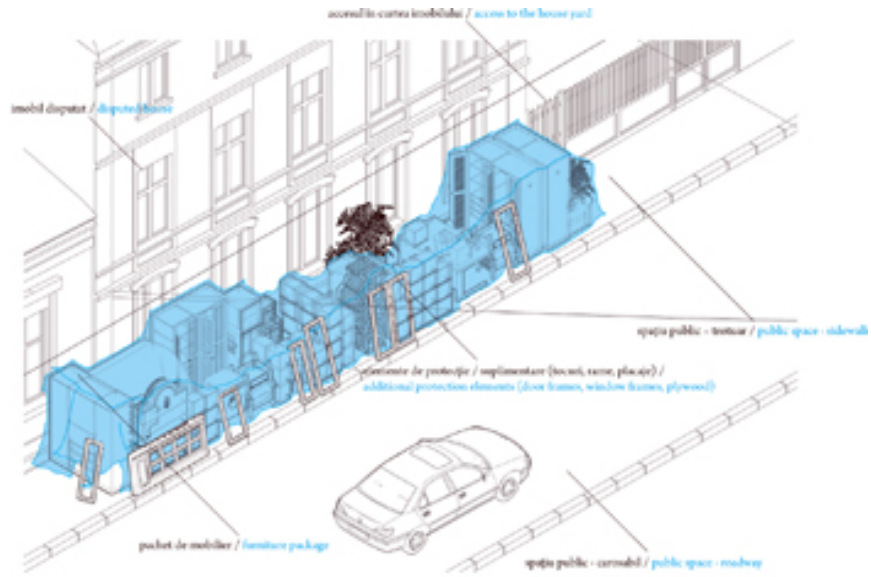 accesul în curtea imobilului / access to the house yard
imobil disputat / disputed house
spațiu public - trotuar / public space - sidewalk
elemente de protecție / suplimentare (tocuri, rame, placaje) /
additional protection elements (door frames, window frames, plywood)
pachet de mobilier / furniture package
spațiu public - carosabil / public space - roadway